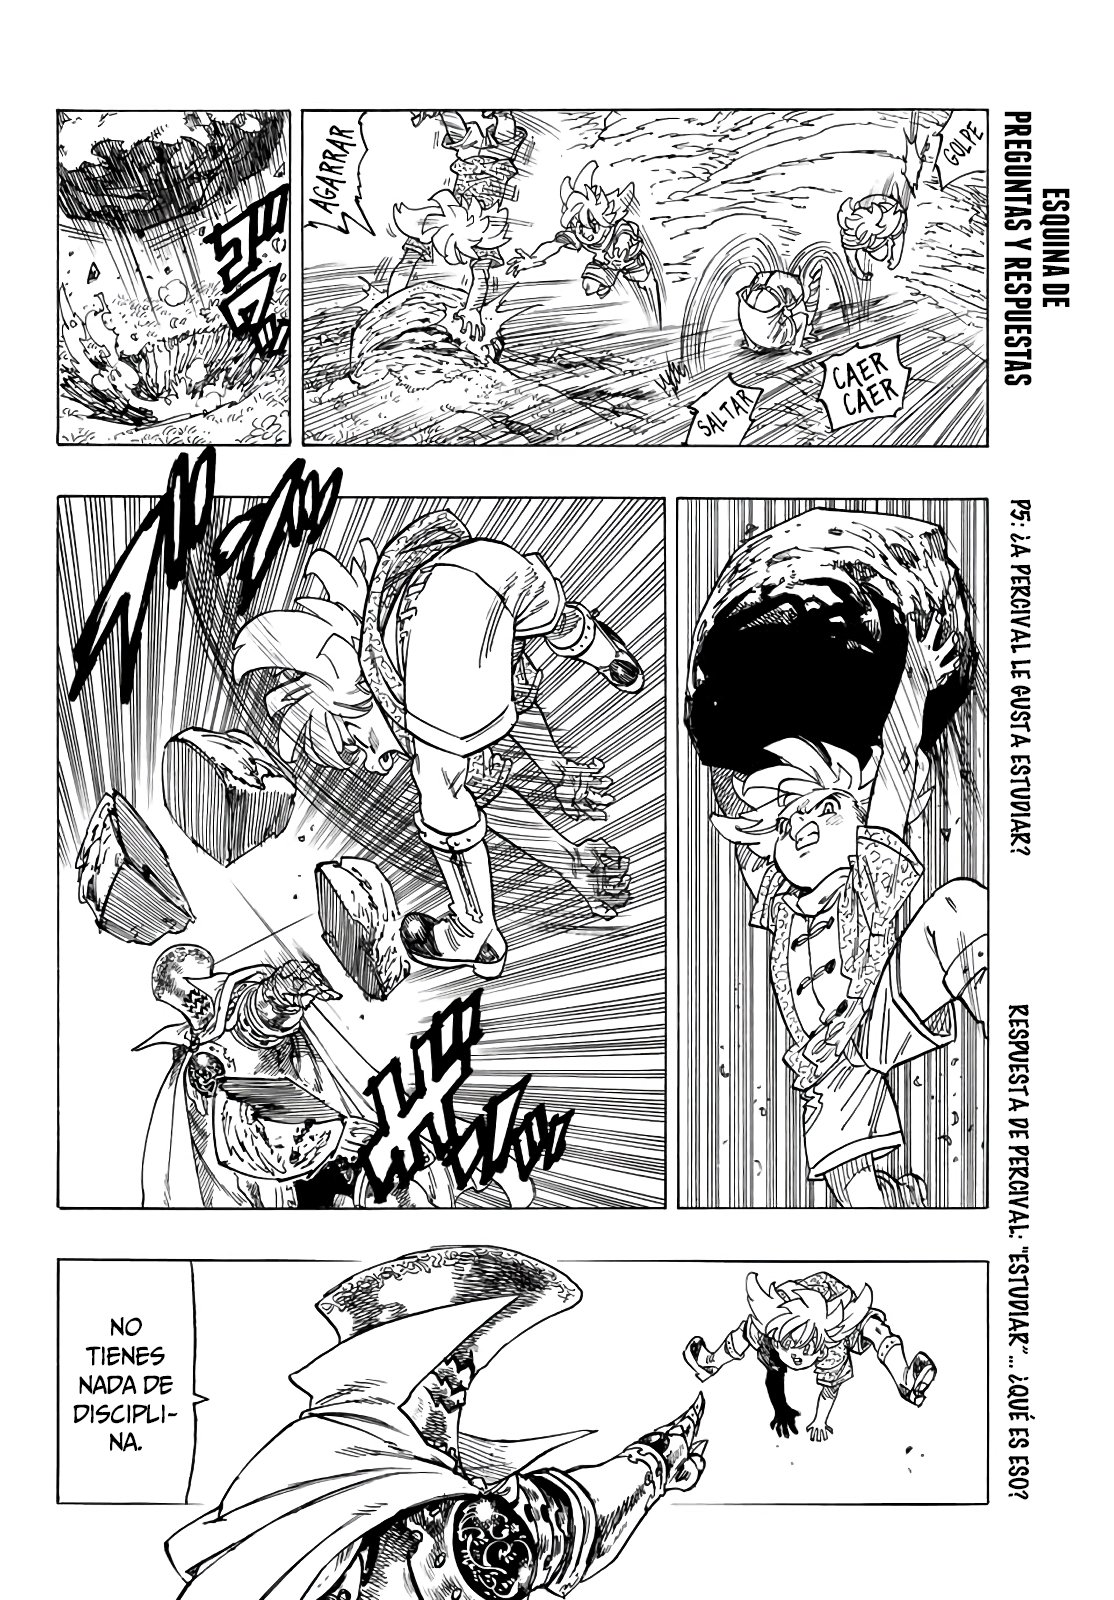 ESQUINA DE
PREGUNTAS Y RESPUESTAS
P5: ¿A PERCIVAL LE GUSTA ESTUDIAR?
RESPUESTA DE PERCIVAL: "ESTUDIAR"... ¿QUÉ ES ESO?
GOLPE
CAER
CAER
SALTAR
AGARRAR
NO
TIENES
NADA DE
DISCIPLI-
NA.